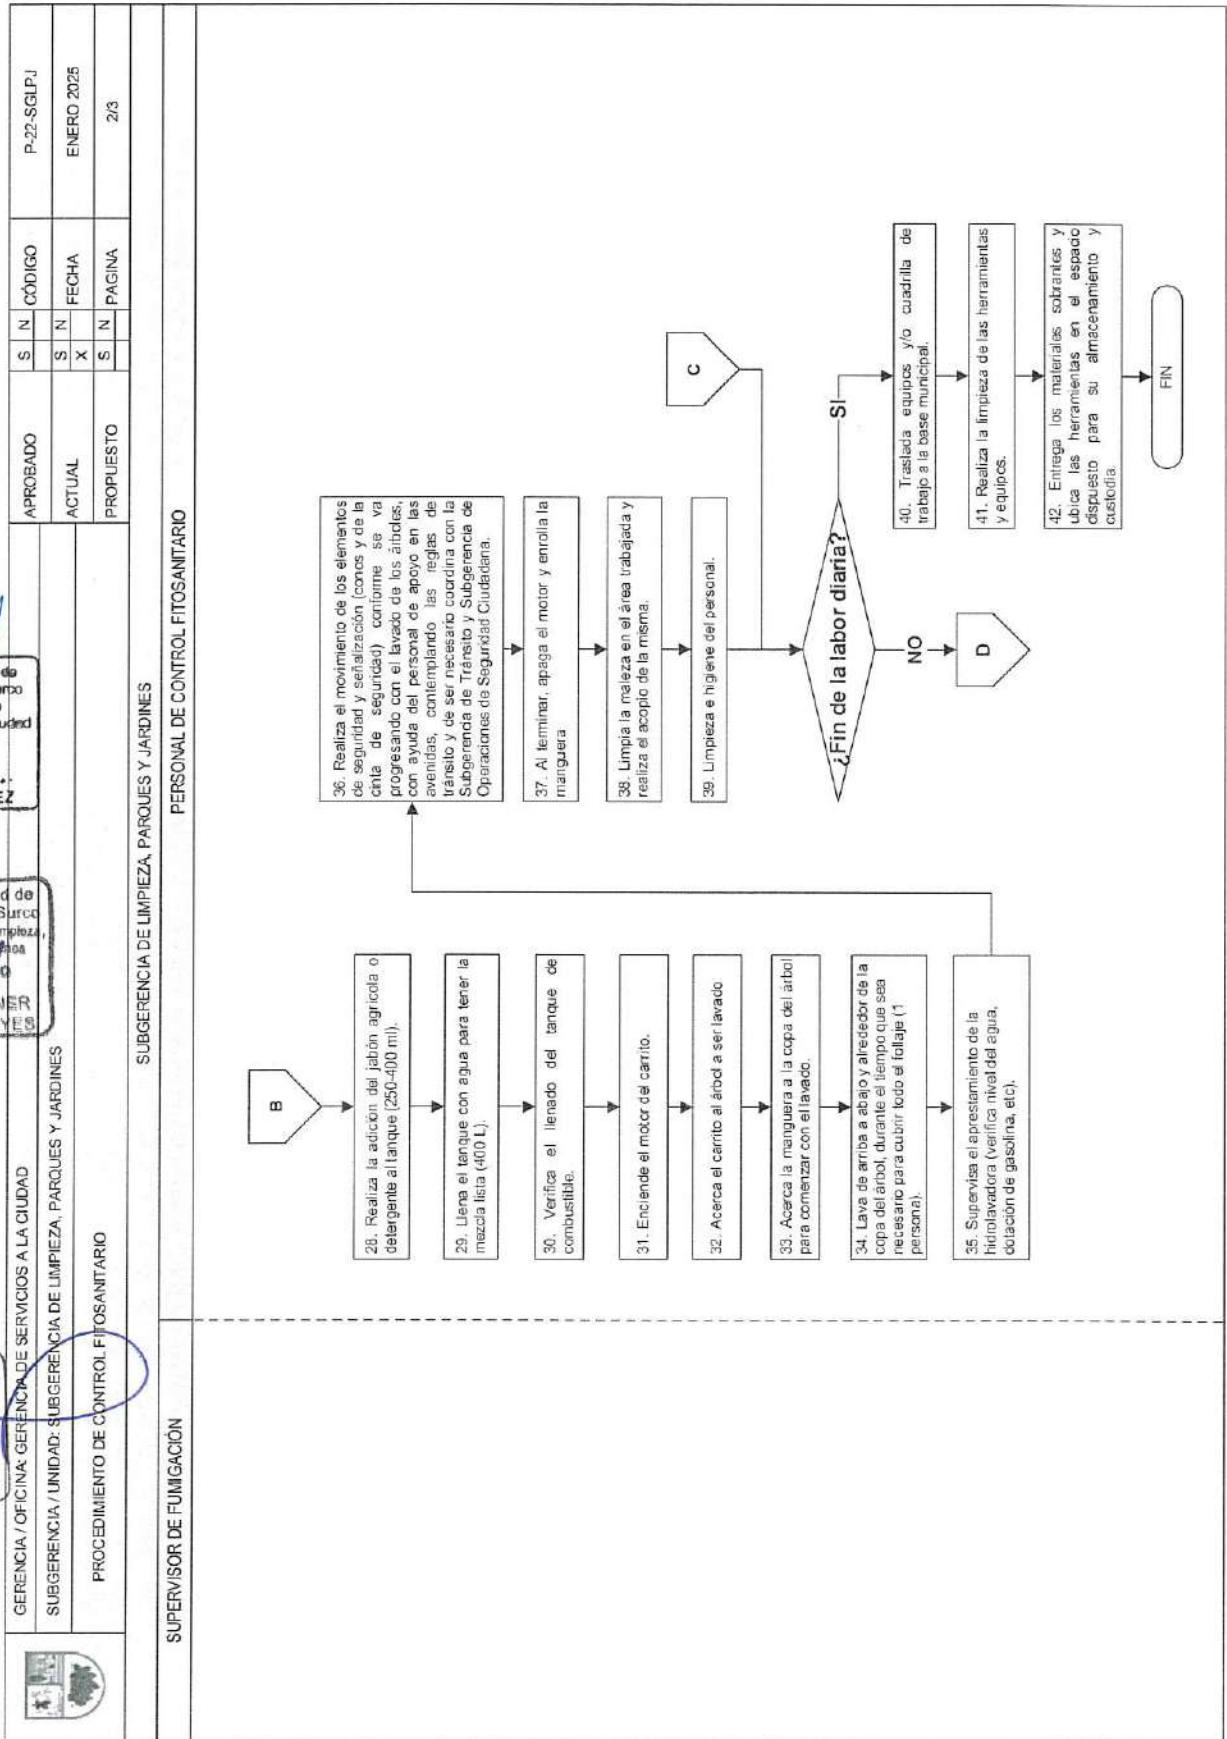 GERENCIA / OFICINA: GERENCIA DE SERVICIOS A LA CIUDAD
APROBADO
S N
CÓDIGO
P-22-SGLPJ
SUBGERENCIA / UNIDAD: SUBGERENCIA DE LIMPIEZA, PARQUES Y JARDINES
ACTUAL
S N
X
FECHA
ENERO 2025
PROCEDIMIENTO DE CONTROL FITOSANITARIO
PROPUESTO
S N
PAGINA
2/3
d de
Surco
NER
YES
de
SUBGERENCIA DE LIMPIEZA, PARQUES Y JARDINES
SUPERVISOR DE FUMIGACIÓN
PERSONAL DE CONTROL FITOSANITARIO
B
28. Realiza la adición del jabón agrícola o
detergente al tanque (250-400 ml).
29. Llena el tanque con agua para tener la
mezcla lista (400 L).
30. Verifica el llenado del tanque de
combustible.
31. Enciende el motor del carrito.
32. Acerca el carrito al árbol a ser lavado
33. Acerca la manguera a la copa del árbol
para comenzar con el lavado.
34. Lava de arriba a abajo y alrededor de la
copa del árbol, durante el tiempo que sea
necesario para cubrir todo el follaje (1
persona).
35. Supervisa el aprestamiento de la
hidrolavadora (verifica nivel del agua,
dotación de gasolina, etc).
36. Realiza el movimiento de los elementos
de seguridad y señalización (conos y de la
cinta de seguridad) conforme se va
progresando con el lavado de los árboles,
con ayuda del personal de apoyo en las
avenidas, contemplando las reglas de
tránsito y de ser necesario coordina con la
Subgerencia de Tránsito y Subgerencia de
Operaciones de Seguridad Ciudadana.
37. Al terminar, apaga el motor y enrolla la
manguera
38. Limpia la maleza en el área trabajada y
realiza el acopio de la misma.
39. Limpieza e higiene del personal.
C
¿Fin de la labor diaria?
SI
NO
D
40. Traslada equipos y/o cuadrilla de
trabajo a la base municipal.
41. Realiza la limpieza de las herramientas
y equipos.
42. Entrega los materiales sobrantes y
ubica las herramientas en el espacio
dispuesto para su almacenamiento y
custodia.
FIN